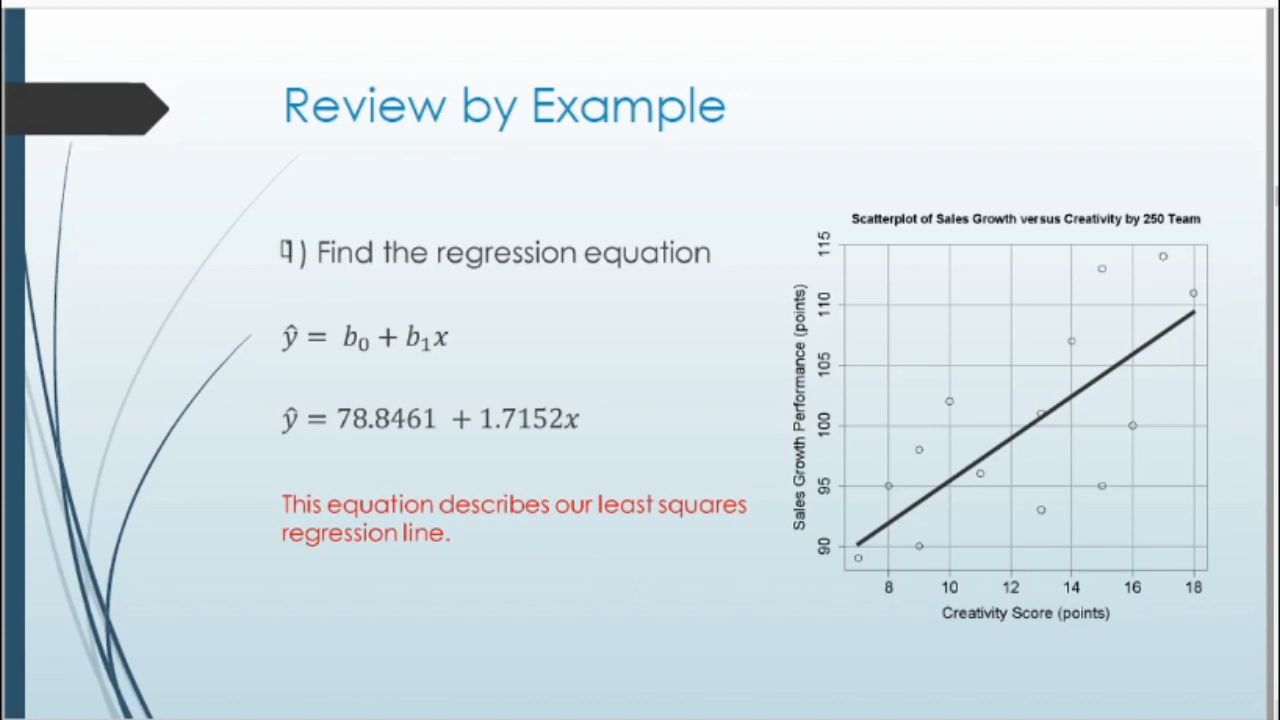 Review by Example
1) Find the regression equation
ŷ = b₀ + b₁x
ŷ = 78.8461 + 1.7152x
This equation describes our least squares
regression line.
Scatterplot of Sales Growth versus Creativity by 250 Team
Sales Growth Performance (points)
115
110
105
100
95
90
8 10 12 14 16 18
Creativity Score (points)